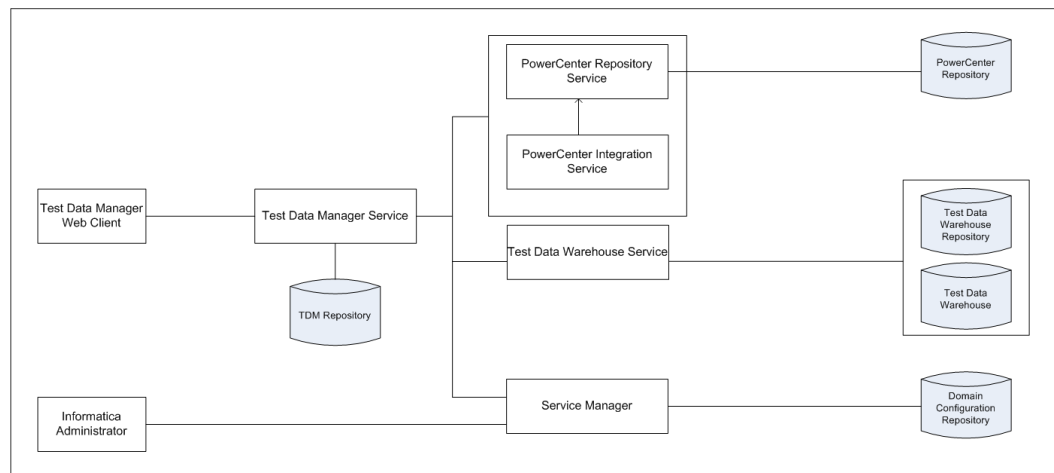 PowerCenter Repository
Service
PowerCenter
Repository
PowerCenter Integration
Service
Test Data Manager
Web Client
Test Data Manager Service
Test Data
Warehouse
Repository
Test Data Warehouse Service
Test Data
Warehouse
TDM Repository
Informatica
Administrator
Service Manager
Domain
Configuration
Repository